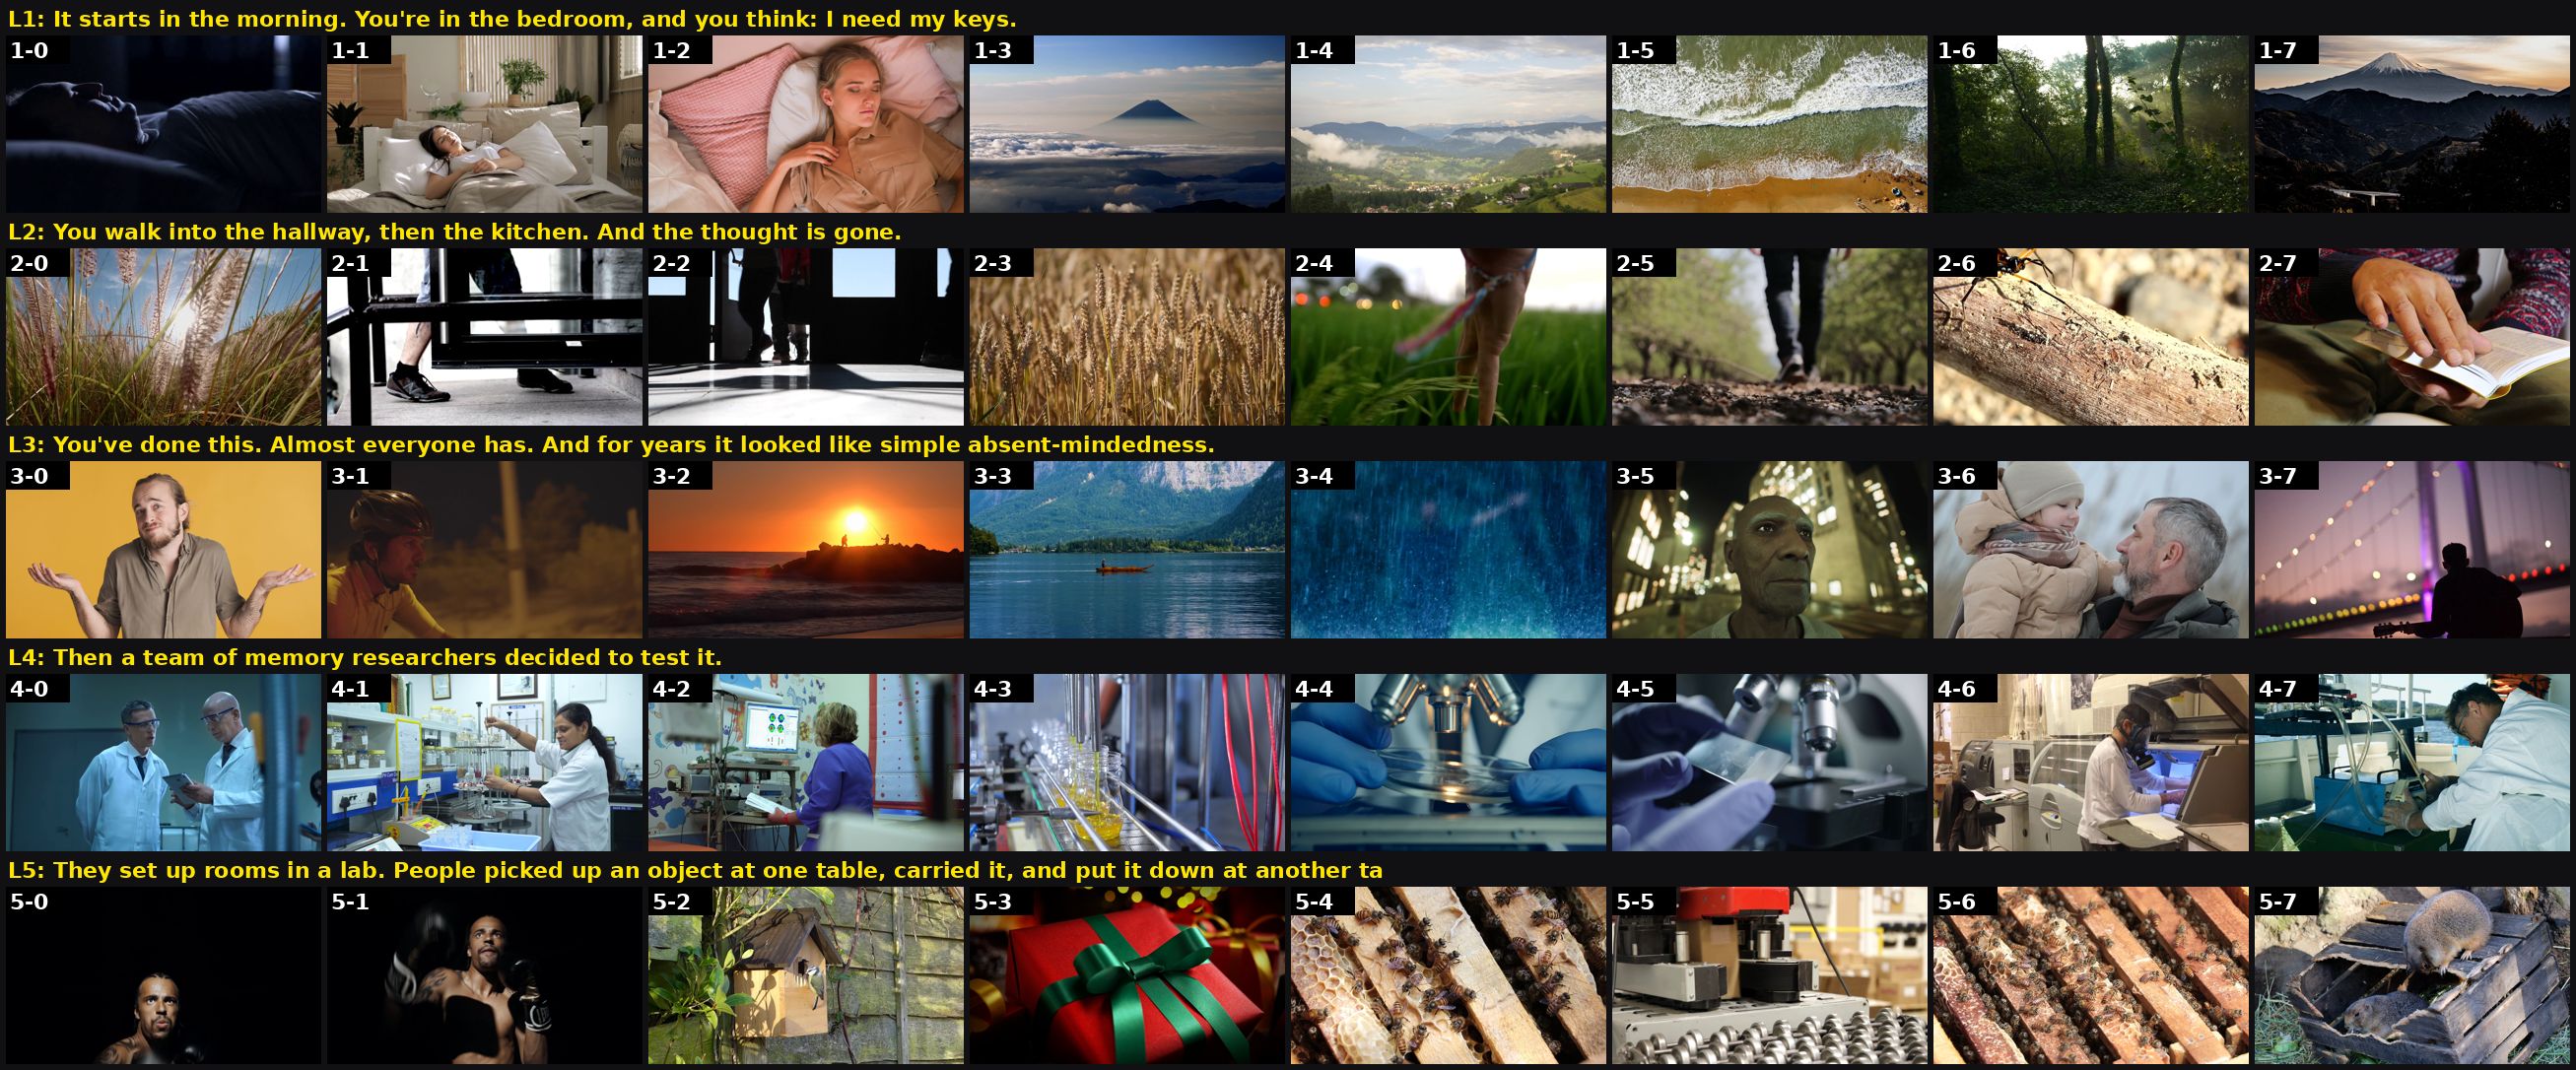 L1: It starts in the morning. You're in the bedroom, and you think: I need my keys.
1-0 1-1 1-2 1-3 1-4 1-5 1-6 1-7
L2: You walk into the hallway, then the kitchen. And the thought is gone.
2-0 2-1 2-2 2-3 2-4 2-5 2-6 2-7
L3: You've done this. Almost everyone has. And for years it looked like simple absent-mindedness.
3-0 3-1 3-2 3-3 3-4 3-5 3-6 3-7
L4: Then a team of memory researchers decided to test it.
4-0 4-1 4-2 4-3 4-4 4-5 4-6 4-7
L5: They set up rooms in a lab. People picked up an object at one table, carried it, and put it down at another ta
5-0 5-1 5-2 5-3 5-4 5-5 5-6 5-7